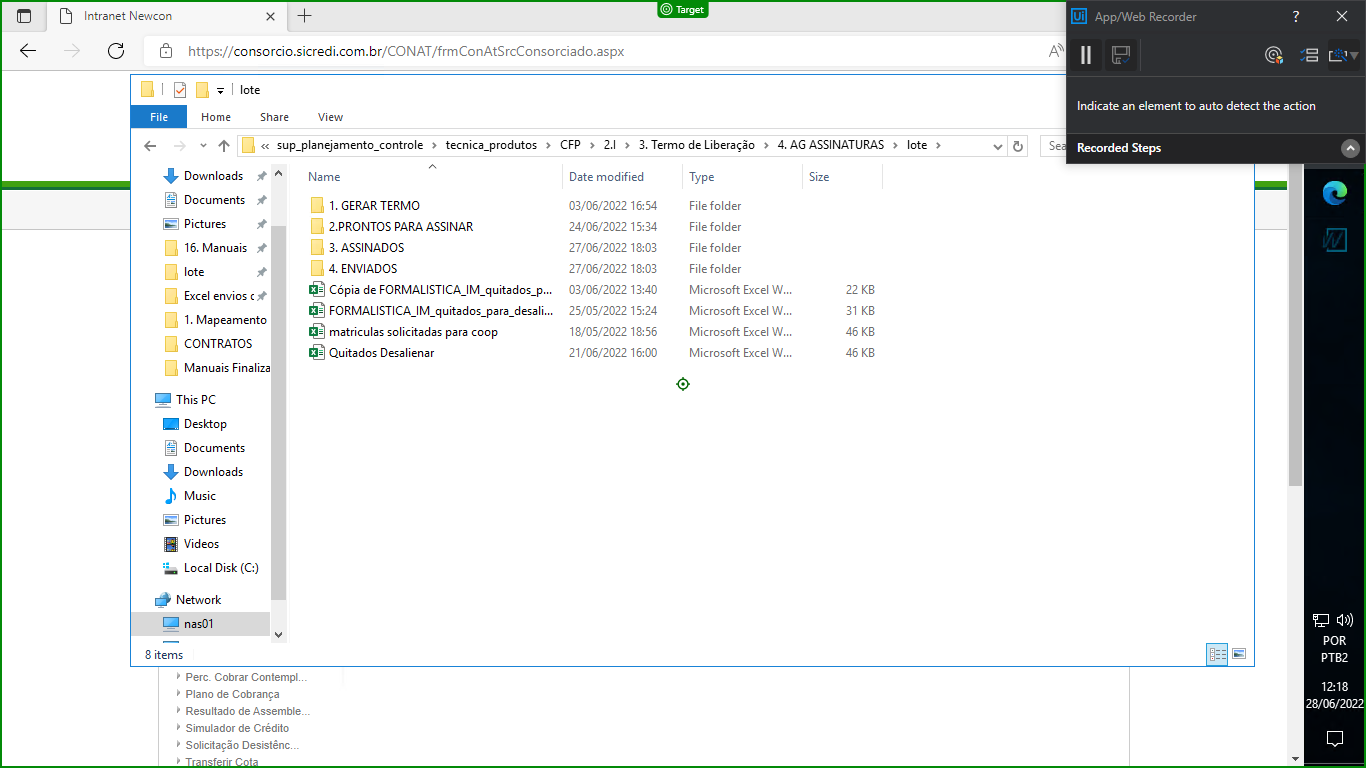 Intranet Newcon
Target
Ui App/Web Recorder ?
https://consorcio.sicredi.com.br/CONAT/frmConAtSrcConsorciado.aspx
Indicate an element to auto detect the action
Recorded Steps
lote
File Home Share View
« sup_planejamento_controle > tecnica_produtos > CFP > 2.I > 3. Termo de Liberação > 4. AG ASSINATURAS > lote >
Sea
Downloads
Documents
Pictures
16. Manuais
lote
Excel envios c
1. Mapeamento
CONTRATOS
Manuais Finaliza
This PC
Desktop
Documents
Downloads
Music
Pictures
Videos
Local Disk (C:)
Network
nas01
Name Date modified Type Size
1. GERAR TERMO 03/06/2022 16:54 File folder
2.PRONTOS PARA ASSINAR 24/06/2022 15:34 File folder
3. ASSINADOS 27/06/2022 18:03 File folder
4. ENVIADOS 27/06/2022 18:03 File folder
Cópia de FORMALISTICA_IM_quitados_p... 03/06/2022 13:40 Microsoft Excel W... 22 KB
FORMALISTICA_IM_quitados_para_desali... 25/05/2022 15:24 Microsoft Excel W... 31 KB
matriculas solicitadas para coop 18/05/2022 18:56 Microsoft Excel W... 46 KB
Quitados Desalienar 21/06/2022 16:00 Microsoft Excel W... 46 KB
8 items
Perc. Cobrar Contempl...
Plano de Cobrança
Resultado de Assemble...
Simulador de Crédito
Solicitação Desistênc...
Transferir Cota
POR
PTB2
12:18
28/06/2022